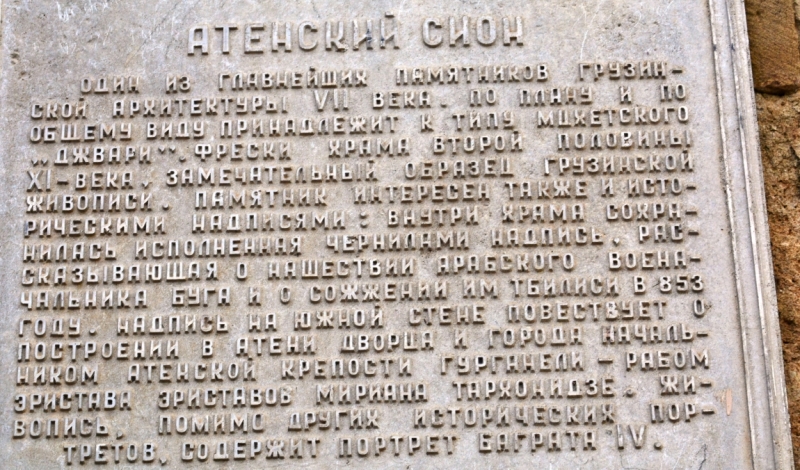 АТЕНСКИЙ СИОН
ОДИН ИЗ ГЛАВНЕЙШИХ ПАМЯТНИКОВ ГРУЗИН-
СКОЙ АРХИТЕКТУРЫ VII ВЕКА. ПО ПЛАНУ И ПО
ОБЩЕМУ ВИДУ ПРИНАДЛЕЖИТ К ТИПУ МЦХЕТСКОГО
„ДЖВАРИ“. ФРЕСКИ ХРАМА ВТОРОЙ ПОЛОВИНЫ
XI-ВЕКА. ЗАМЕЧАТЕЛЬНЫЙ ОБРАЗЕЦ ГРУЗИНСКОЙ
ЖИВОПИСИ. ПАМЯТНИК ИНТЕРЕСЕН ТАКЖЕ И ИСТО-
РИЧЕСКИМИ НАДПИСЯМИ: ВНУТРИ ХРАМА СОХРА-
НИЛАСЬ ИСПОЛНЕННАЯ ЧЕРНИЛАМИ НАДПИСЬ, РАС-
СКАЗЫВАЮЩАЯ О НАШЕСТВИИ АРАБСКОГО ВОЕНА-
ЧАЛЬНИКА БУГА И О СОЖЖЕНИИ ИМ ТБИЛИСИ В 853
ГОДУ. НАДПИСЬ НА ЮЖНОЙ СТЕНЕ ПОВЕСТВУЕТ О
ПОСТРОЕНИИ В АТЕНИ ДВОРЦА И ГОРОДА НАЧАЛЬ-
НИКОМ АТЕНСКОЙ КРЕПОСТИ ГУРГАНЕЛИ – РАБОМ
ЭРИСТАВА ЭРИСТАВОВ МИРИАНА ТАРХОНИДЗЕ. ЖИ-
ВОПИСЬ, ПОМИМО ДРУГИХ ИСТОРИЧЕСКИХ ПОР-
ТРЕТОВ, СОДЕРЖИТ ПОРТРЕТ БАГРАТА IV.